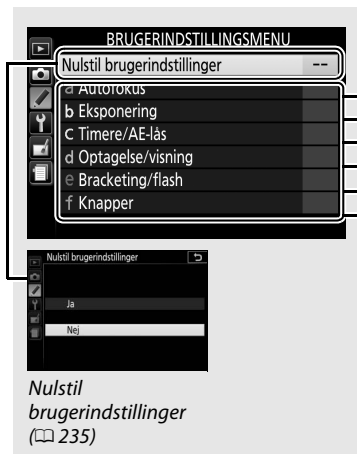 BRUGERINDSTILLINGSMENU
Nulstil brugerindstillinger --
a Autofokus
b Eksponering
c Timere/AE-lås
d Optagelse/visning
e Bracketing/flash
f Knapper
Nulstil brugerindstillinger
Ja
Nej
Nulstil
brugerindstillinger
(📖 235)